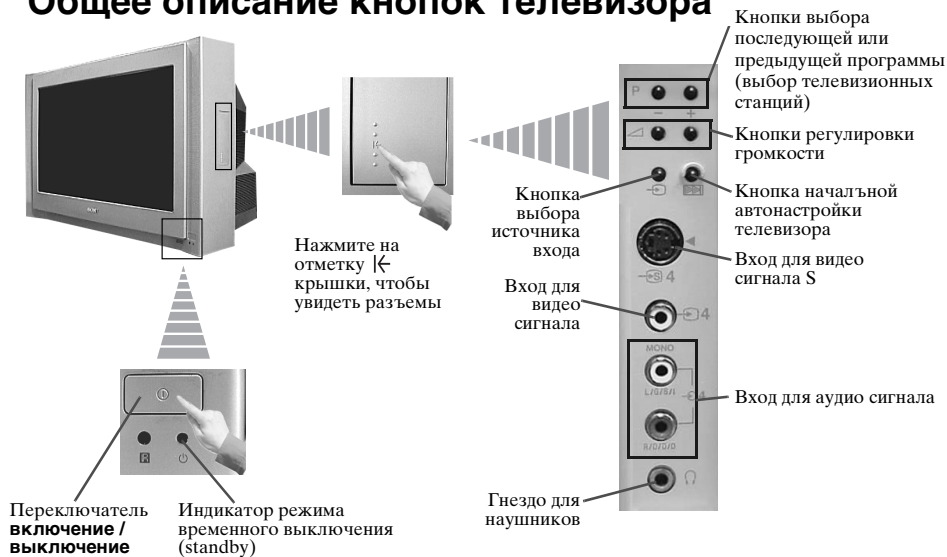 Общее описание кнопок телевизора
Кнопки выбора
последующей или
предыдущей программы
(выбор телевизионных
станций)
Кнопки регулировки
громкости
Кнопка началъной
автонастройки
телевизора
Вход для видео
сигнала S
Вход для аудио сигнала
Кнопка
выбора
источника
входа
Вход для
видео
сигнала
Гнездо для
наушников
P
- +
S 4
4
MONO
L/G/S/I
4
R/D/D/D
Нажмите на
отметку
крышки, чтобы
увидеть разъемы
Переключатель
включение /
выключение
Индикатор режима
временного выключения
(standby)